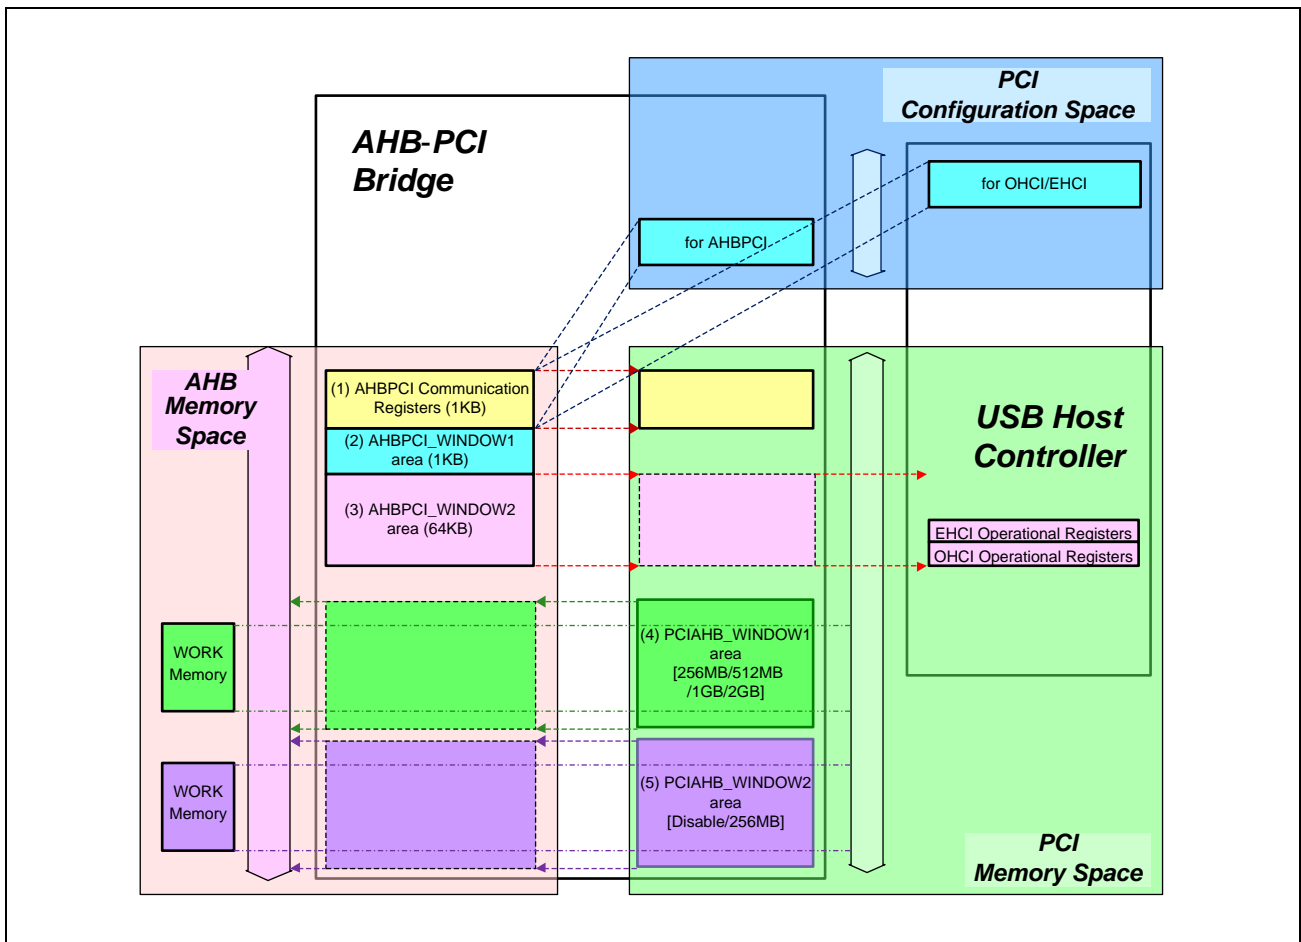 PCI
Configuration Space
AHB-PCI
Bridge
for OHCI/EHCI
for AHBPCI
AHB
Memory
Space
(1) AHBPCI Communication
Registers (1KB)
(2) AHBPCI_WINDOW1
area (1KB)
(3) AHBPCI_WINDOW2
area (64KB)
USB Host
Controller
EHCI Operational Registers
OHCI Operational Registers
WORK
Memory
(4) PCIAHB_WINDOW1
area
[256MB/512MB
/1GB/2GB]
WORK
Memory
(5) PCIAHB_WINDOW2
area
[Disable/256MB]
PCI
Memory Space